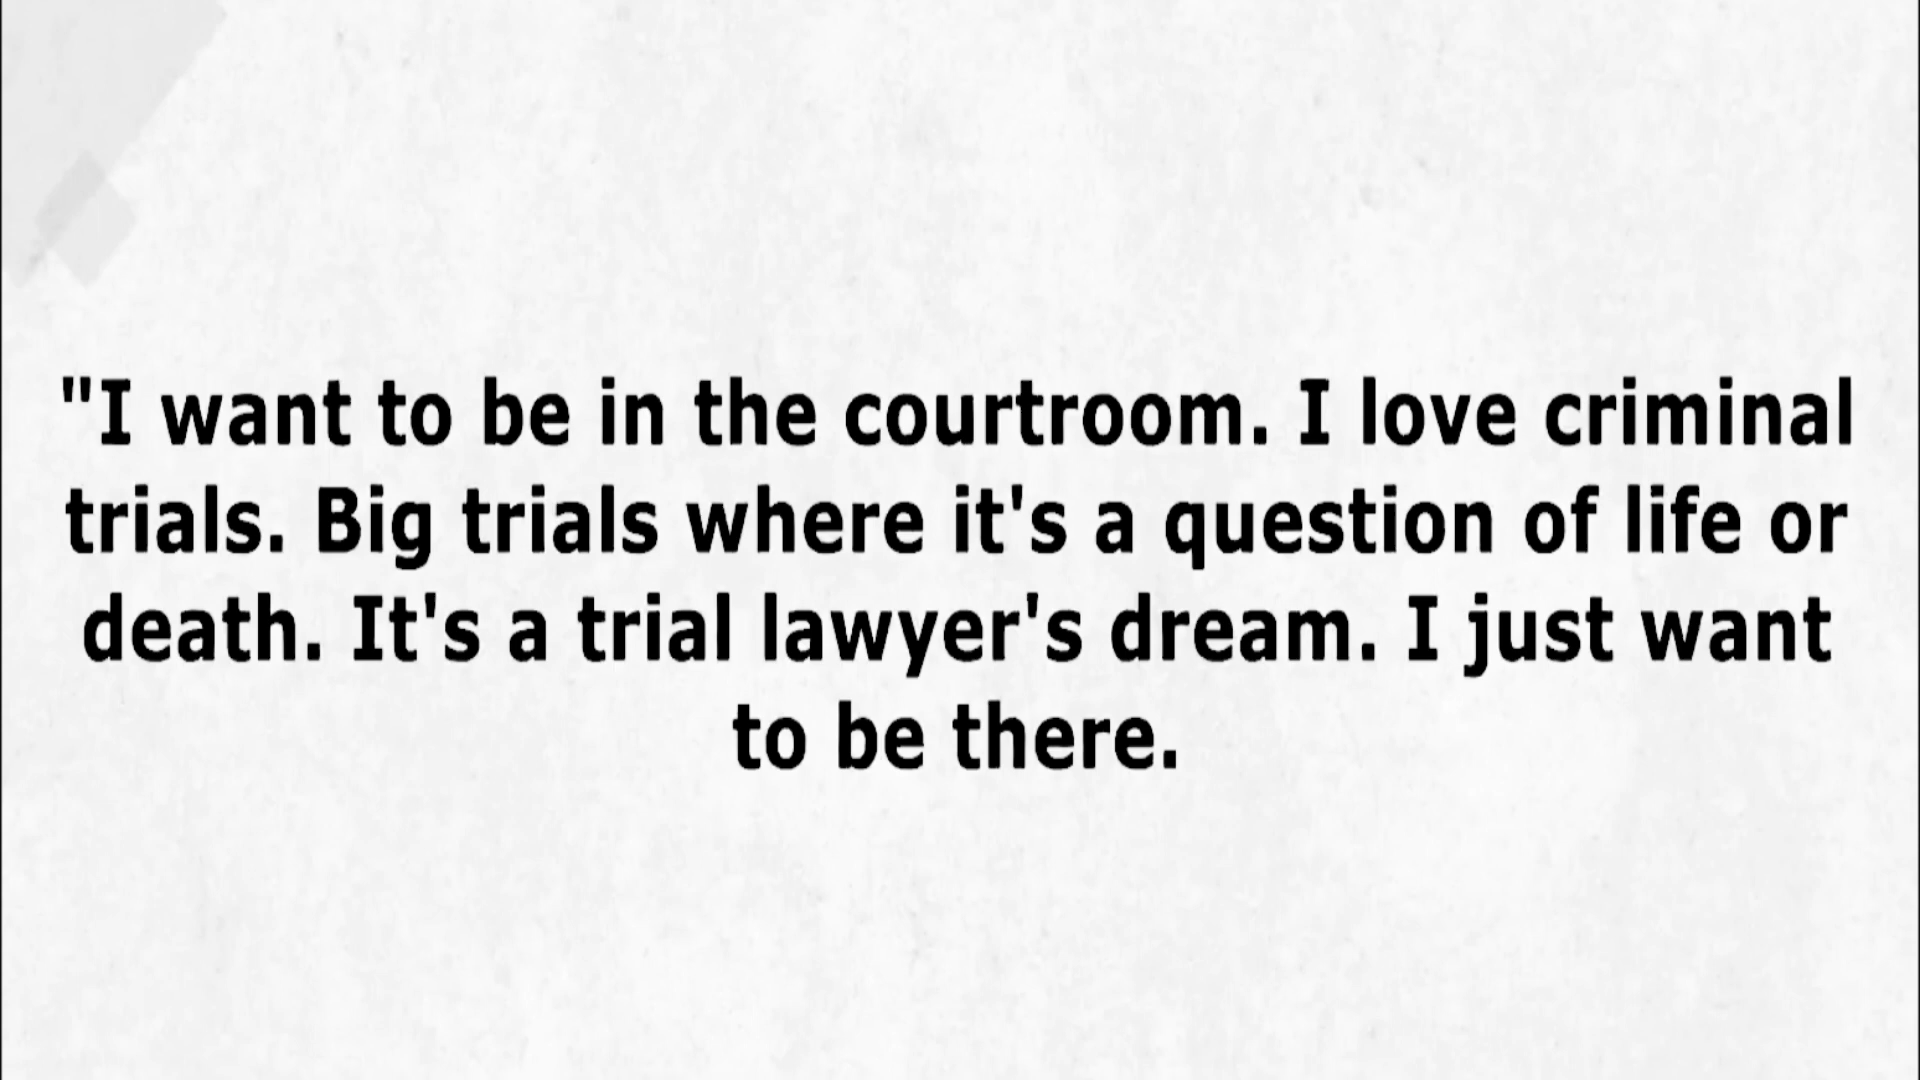 "I want to be in the courtroom. I love criminal
trials. Big trials where it's a question of life or
death. It's a trial lawyer's dream. I just want
to be there.